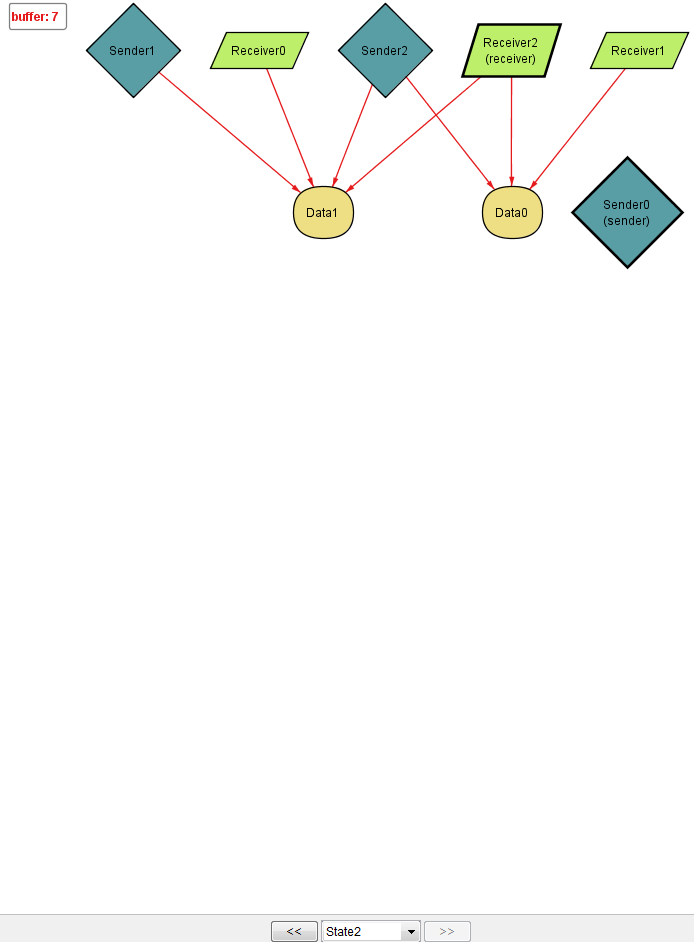 buffer: 7
Sender1
Receiver0
Sender2
Receiver2
(receiver)
Receiver1
Data1
Data0
Sender0
(sender)
<<
State2
>>